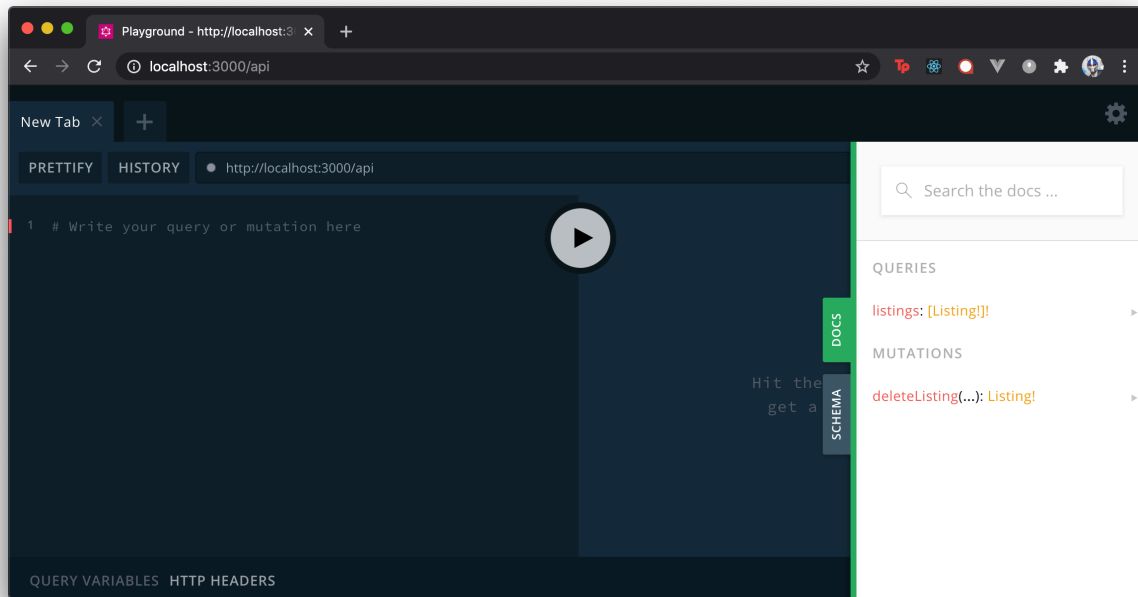 Playground - http://localhost:3
localhost:3000/api
Tp
New Tab
PRETTIFY HISTORY http://localhost:3000/api
Search the docs ...
1 # Write your query or mutation here
QUERIES
listings: [Listing!]!
DOCS
MUTATIONS
Hit the
deleteListing(...): Listing!
get a
SCHEMA
QUERY VARIABLES HTTP HEADERS